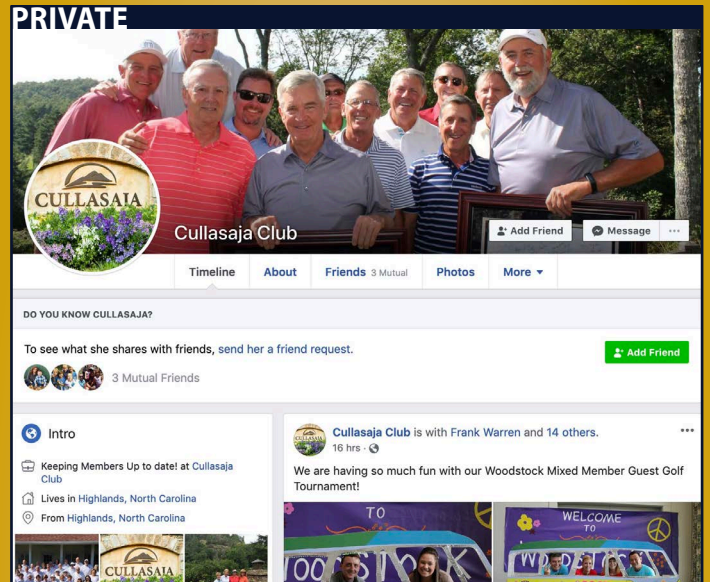 PRIVATE
CULLASAJA
Cullasaja Club
Add Friend
Message
Timeline
About
Friends 3 Mutual
Photos
More
DO YOU KNOW CULLASAJA?
To see what she shares with friends, send her a friend request.
Add Friend
3 Mutual Friends
Intro
Keeping Members Up to date! at Cullasaja
Club
Lives in Highlands, North Carolina
From Highlands, North Carolina
CULLASAJA
CULLASAJA
Cullasaja Club is with Frank Warren and 14 others.
16 hrs ·
We are having so much fun with our Woodstock Mixed Member Guest Golf
Tournament!
TO
WELCOME
TO